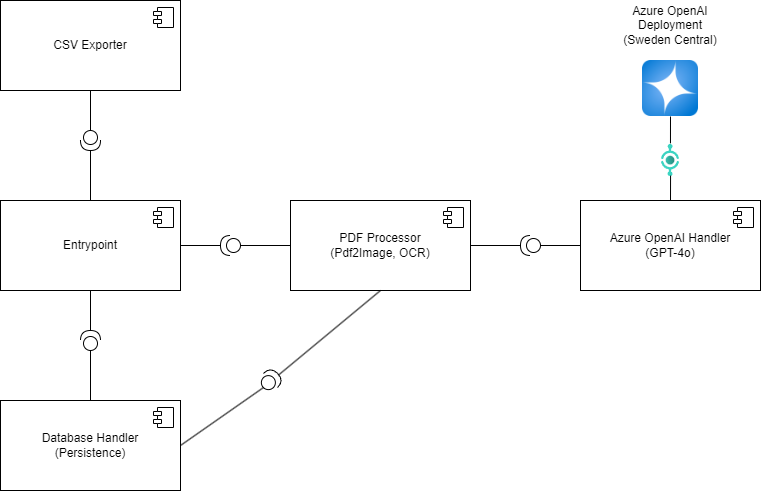 CSV Exporter
Azure OpenAI
Deployment
(Sweden Central)
Entrypoint
PDF Processor
(Pdf2Image, OCR)
Azure OpenAI Handler
(GPT-4o)
Database Handler
(Persistence)